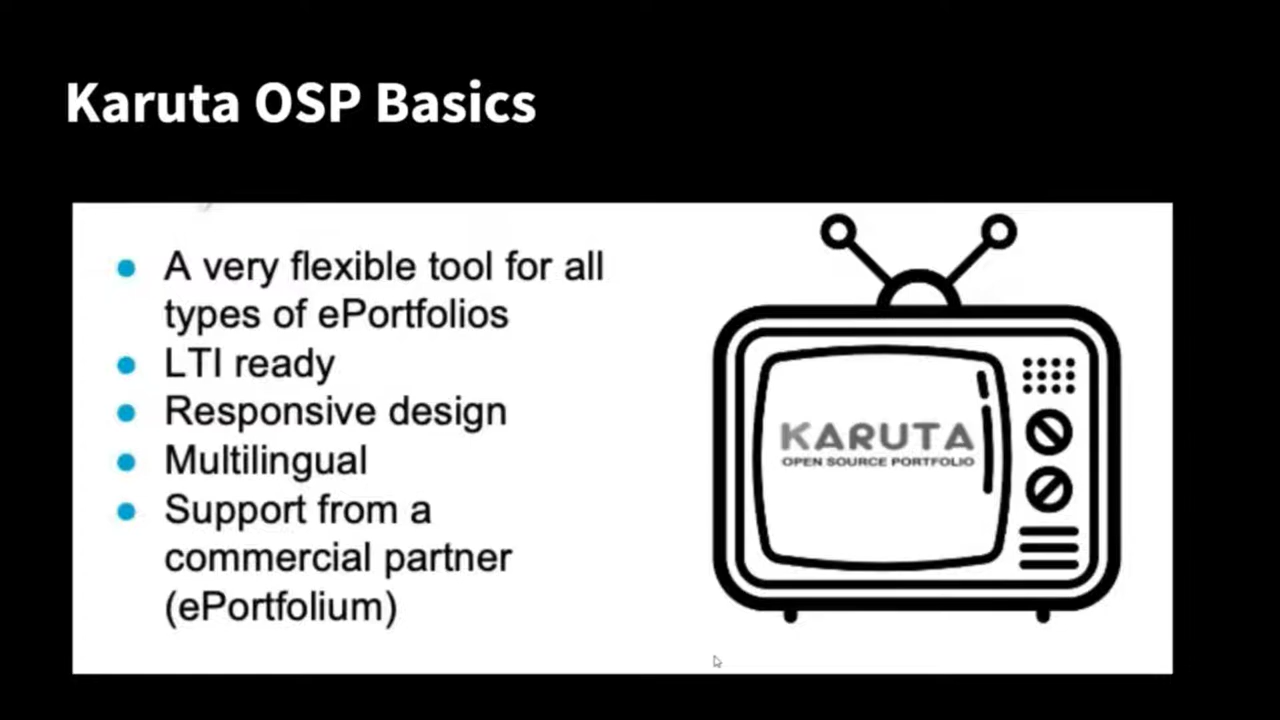 Karuta OSP Basics
A very flexible tool for all
types of ePortfolios
LTI ready
Responsive design
Multilingual
Support from a
commercial partner
(ePortfolium)
KARUTA
OPEN SOURCE PORTFOLIO